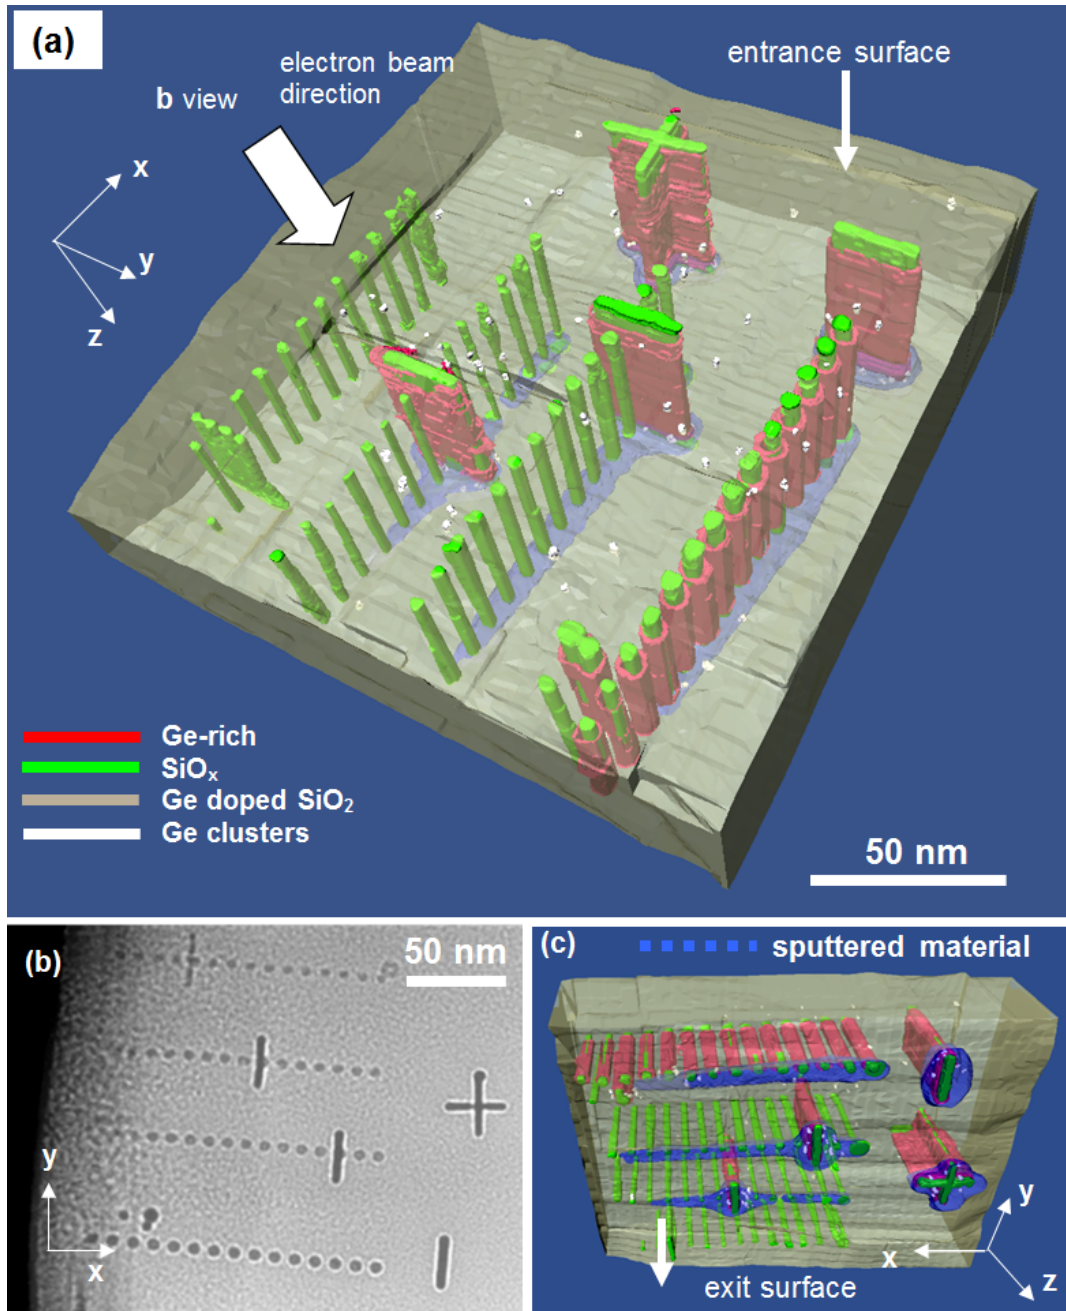 (a)
electron beam
direction
b view
entrance surface
x
y
z
Ge-rich
SiOₓ
Ge doped SiO₂
Ge clusters
50 nm
(b)
50 nm
y
x
(c)
sputtered material
exit surface
y
x
z